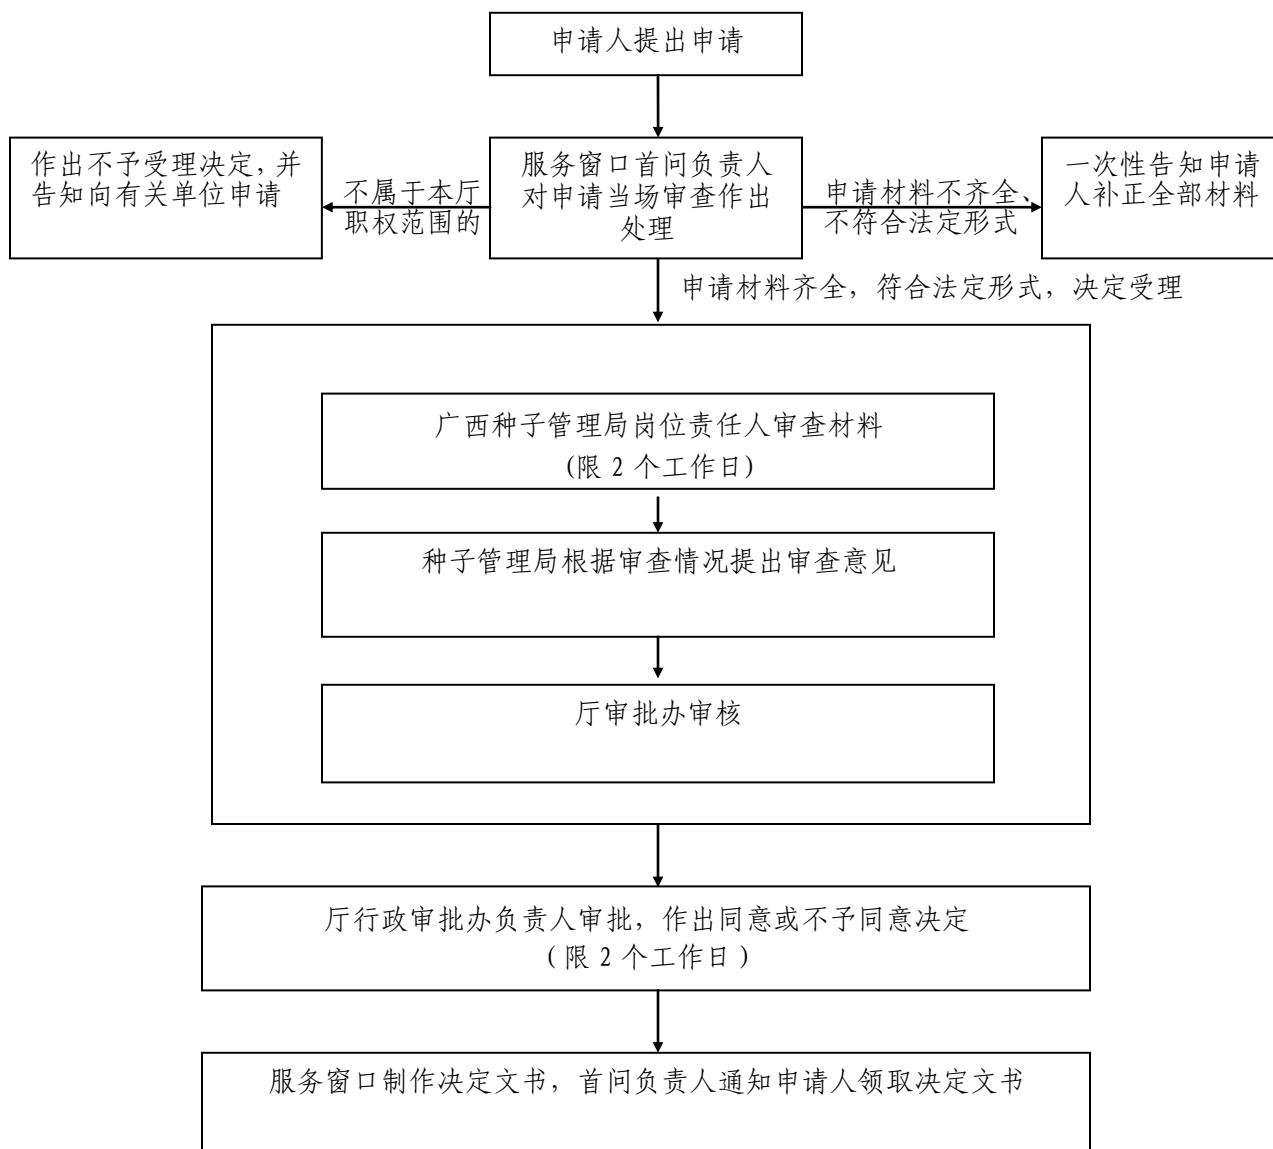 申请人提出申请
作出不予受理决定，并
告知向有关单位申请
不属于本厅
职权范围的
服务窗口首问负责人
对申请当场审查作出
处理
申请材料不齐全、
不符合法定形式
一次性告知申请
人补正全部材料
申请材料齐全，符合法定形式，决定受理
广西种子管理局岗位责任人审查材料
(限 2 个工作日)
种子管理局根据审查情况提出审查意见
厅审批办审核
厅行政审批办负责人审批，作出同意或不予同意决定
（限 2 个工作日）
服务窗口制作决定文书，首问负责人通知申请人领取决定文书